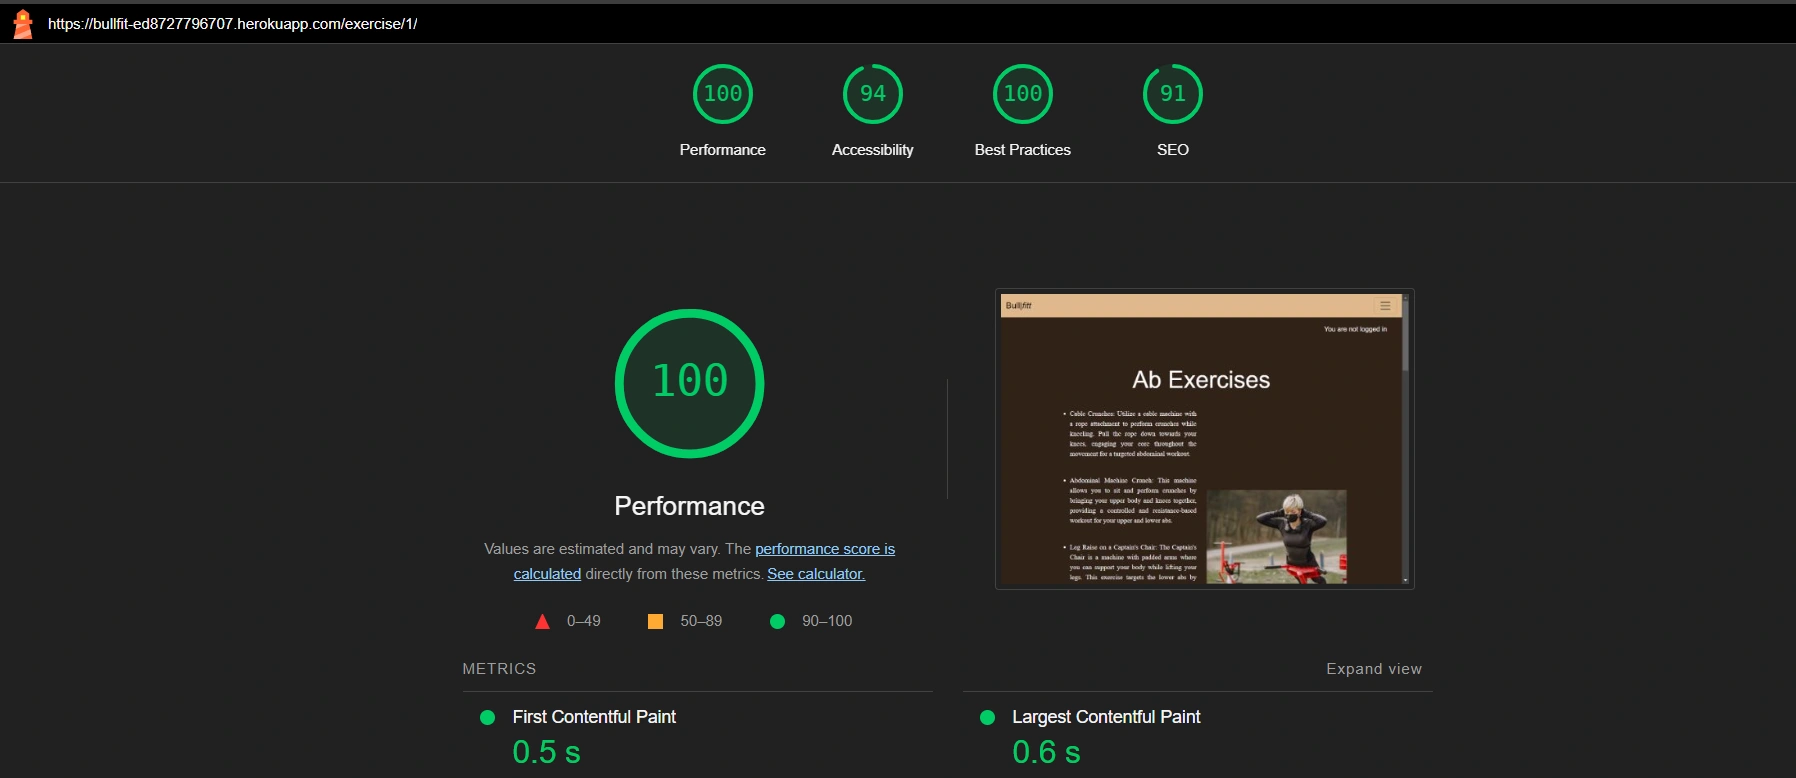 https://bullfit-ed8727796707.herokuapp.com/exercise/1/
100
94
100
91
Performance
Accessibility
Best Practices
SEO
100
Performance
Values are estimated and may vary. The performance score is
calculated directly from these metrics. See calculator.
0–49
50–89
90–100
Bull|fit!
You are not logged in
Ab Exercises
• Cable Crunches: Utilize a cable machine with
a rope attachment to perform crunches while
kneeling. Pull the rope down towards your
knees, engaging your core throughout the
movement for a targeted abdominal workout.
• Abdominal Machine Crunch: This machine
allows you to sit and perform crunches by
bringing your upper body and knees together,
providing a controlled and resistance-based
workout for your upper and lower abs.
• Leg Raise on a Captain's Chair: The Captain's
Chair is a machine with padded arms where
you can support your body while lifting your
legs. This exercise targets the lower abs by
METRICS
Expand view
First Contentful Paint
0.5 s
Largest Contentful Paint
0.6 s